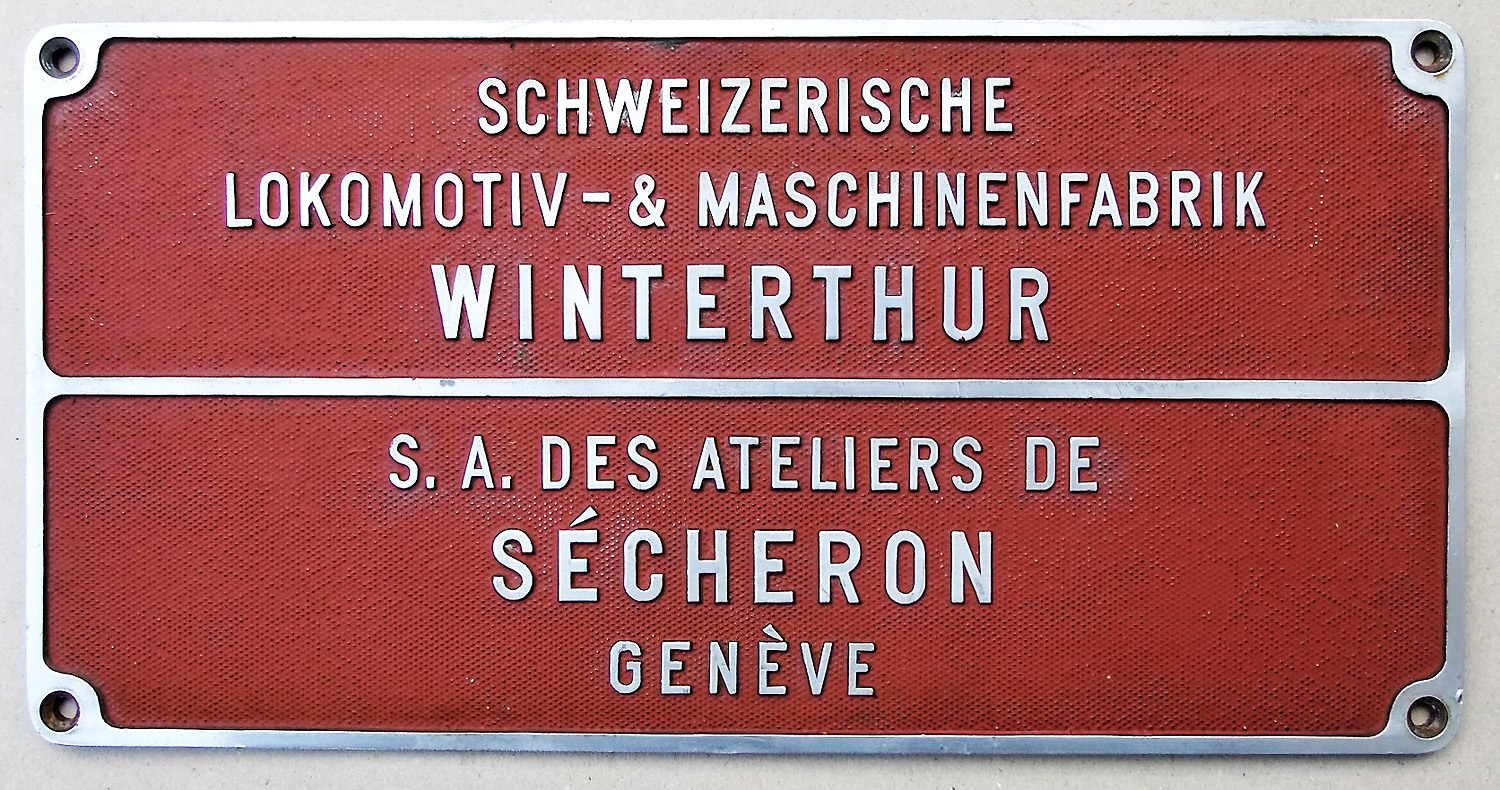 SCHWEIZERISCHE
LOKOMOTIV-& MASCHINENFABRIK
WINTERTHUR
S. A. DES ATELIERS DE
SÉCHERON
GENÈVE